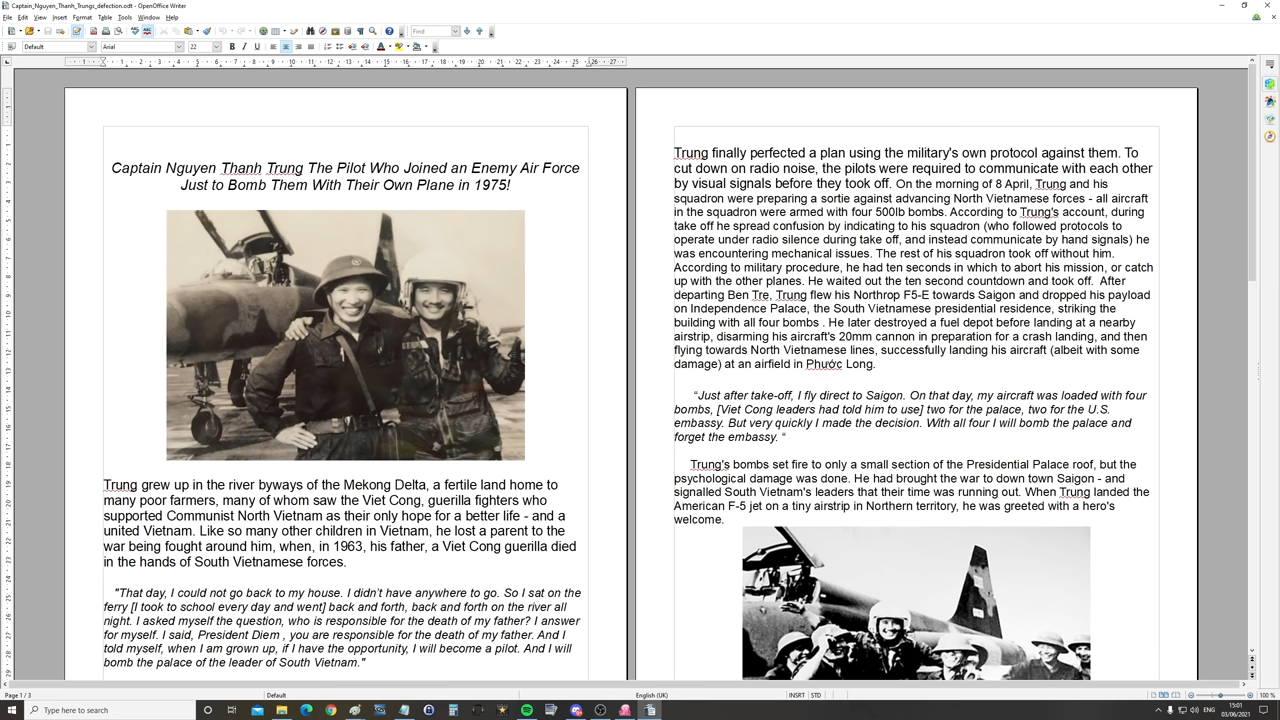 Captain_Nguyen_Thanh_Trungs_defection.odt - OpenOffice Writer
File Edit View Insert Format Table Tools Window Help
Find
Default Arial 22
Captain Nguyen Thanh Trung The Pilot Who Joined an Enemy Air Force
Just to Bomb Them With Their Own Plane in 1975!
Trung grew up in the river byways of the Mekong Delta, a fertile land home to
many poor farmers, many of whom saw the Viet Cong, guerilla fighters who
supported Communist North Vietnam as their only hope for a better life - and a
united Vietnam. Like so many other children in Vietnam, he lost a parent to the
war being fought around him, when, in 1963, his father, a Viet Cong guerilla died
in the hands of South Vietnamese forces.
"That day, I could not go back to my house. I didn't have anywhere to go. So I sat on the
ferry [I took to school every day and went] back and forth, back and forth on the river all
night. I asked myself the question, who is responsible for the death of my father? I answer
for myself. I said, President Diem , you are responsible for the death of my father. And I
told myself, when I am grown up, if I have the opportunity, I will become a pilot. And I will
bomb the palace of the leader of South Vietnam."
Trung finally perfected a plan using the military's own protocol against them. To
cut down on radio noise, the pilots were required to communicate with each other
by visual signals before they took off. On the morning of 8 April, Trung and his
squadron were preparing a sortie against advancing North Vietnamese forces - all aircraft
in the squadron were armed with four 500lb bombs. According to Trung's account, during
take off he spread confusion by indicating to his squadron (who followed protocols to
operate under radio silence during take off, and instead communicate by hand signals) he
was encountering mechanical issues. The rest of his squadron took off without him.
According to military procedure, he had ten seconds in which to abort his mission, or catch
up with the other planes. He waited out the ten second countdown and took off.  After
departing Ben Tre, Trung flew his Northrop F5-E towards Saigon and dropped his payload
on Independence Palace, the South Vietnamese presidential residence, striking the
building with all four bombs . He later destroyed a fuel depot before landing at a nearby
airstrip, disarming his aircraft's 20mm cannon in preparation for a crash landing, and then
flying towards North Vietnamese lines, successfully landing his aircraft (albeit with some
damage) at an airfield in Phước Long.
“Just after take-off, I fly direct to Saigon. On that day, my aircraft was loaded with four
bombs, [Viet Cong leaders had told him to use] two for the palace, two for the U.S.
embassy. But very quickly I made the decision. With all four I will bomb the palace and
forget the embassy. “
Trung's bombs set fire to only a small section of the Presidential Palace roof, but the
psychological damage was done. He had brought the war to down town Saigon - and
signalled South Vietnam's leaders that their time was running out. When Trung landed the
American F-5 jet on a tiny airstrip in Northern territory, he was greeted with a hero's
welcome.
Page 1 / 3 Default English (UK) INSRT STD 100 %
Type here to search
ENG 15:01
03/06/2021